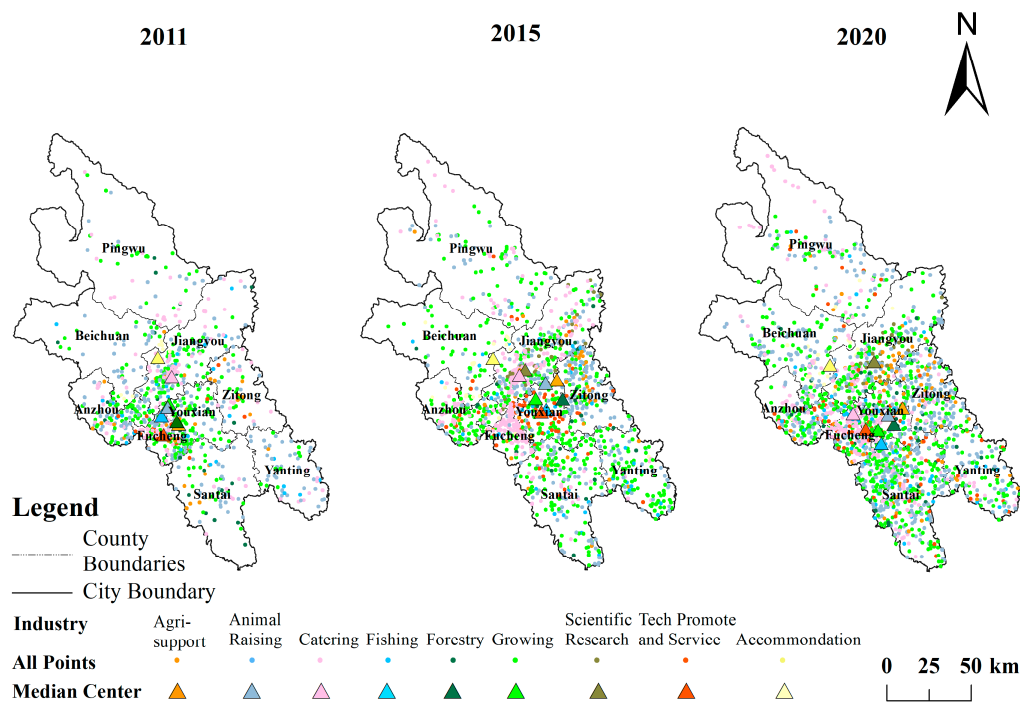 2011
2015
2020
N
Pingwu
Beichuan
Jiangyou
Anzhou
Youxian
Zitong
Fucheng
Yanting
Santai
Pingwu
Beichuan
Jiangyou
Anzhou
Youxian
Zitong
Fucheng
Yanting
Santai
Pingwu
Beichuan
Jiangyou
Anzhou
Youxian
Zitong
Fucheng
Yanting
Santai
Legend
County
Boundaries
City Boundary
Industry
Agri-
support
Animal
Raising
Catering
Fishing
Forestry
Growing
Scientific
Research
Tech Promote
and Service
Accommondation
All Points
Median Center
0 25 50 km